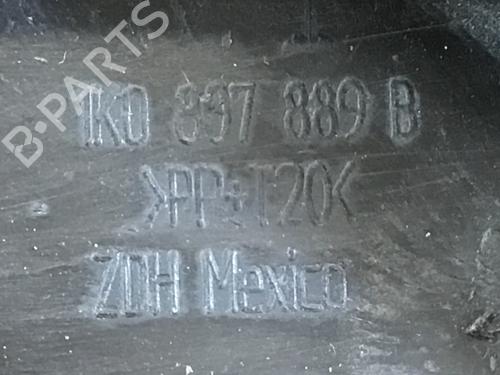 B-PARTS
1K0 837 889 B
>PP+T20<
ZDH Mexico